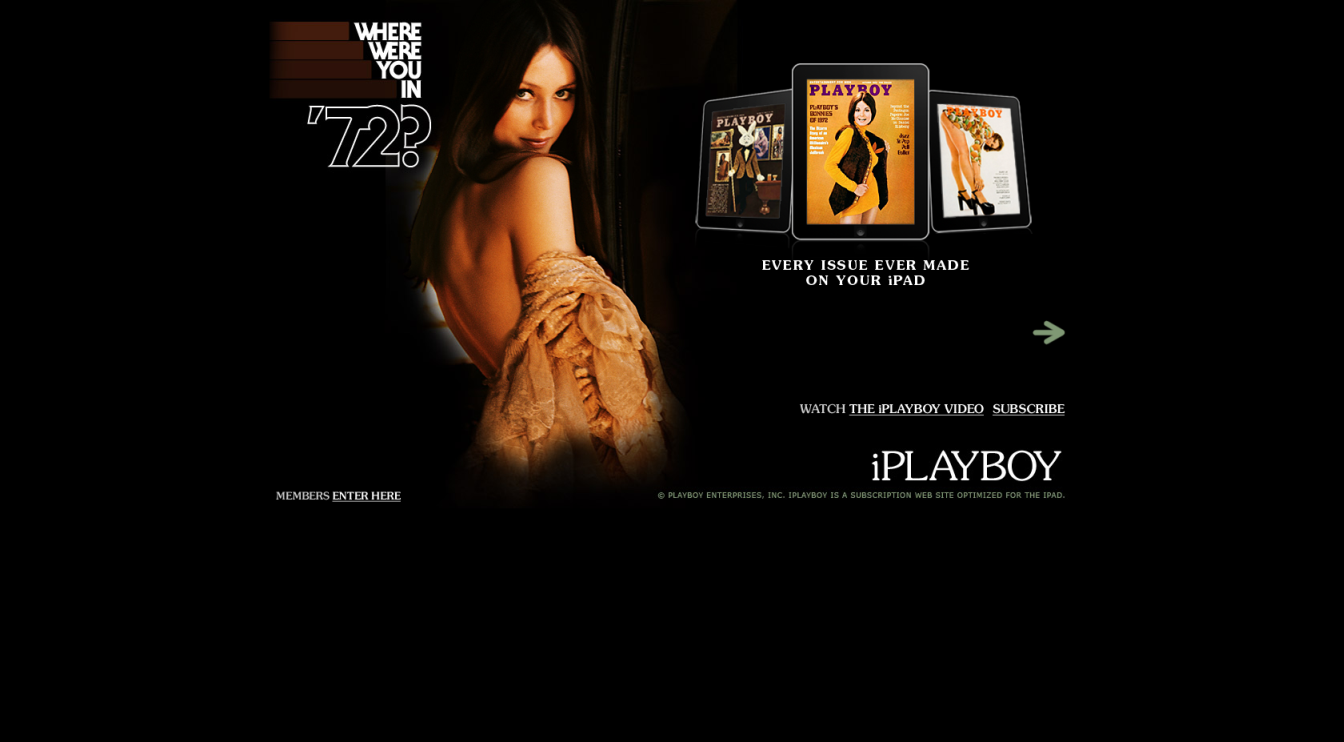 WHERE
WERE
YOU
IN
'72?
PLAYBOY
PLAYBOY
PLAYBOY'S
BUNNIES
OF 1972
PLAYBOY
EVERY ISSUE EVER MADE
ON YOUR iPAD
WATCH THE iPLAYBOY VIDEO SUBSCRIBE
iPLAYBOY
MEMBERS ENTER HERE
© PLAYBOY ENTERPRISES, INC. IPLAYBOY IS A SUBSCRIPTION WEB SITE OPTIMIZED FOR THE IPAD.